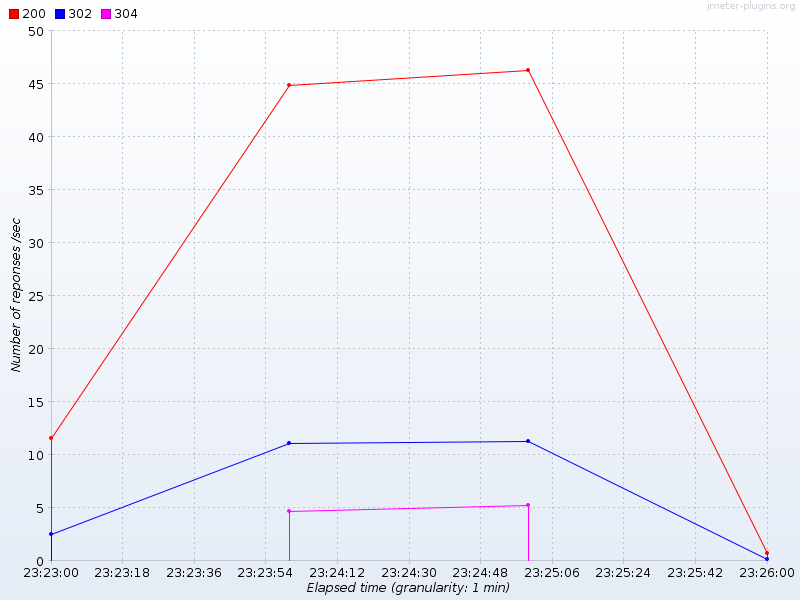 jmeter-plugins.org
200 302 304
50
45
40
35
30
25
20
15
10
5
0
Number of reponses /sec
23:23:00 23:23:18 23:23:36 23:23:54 23:24:12 23:24:30 23:24:48 23:25:06 23:25:24 23:25:42 23:26:00
Elapsed time (granularity: 1 min)